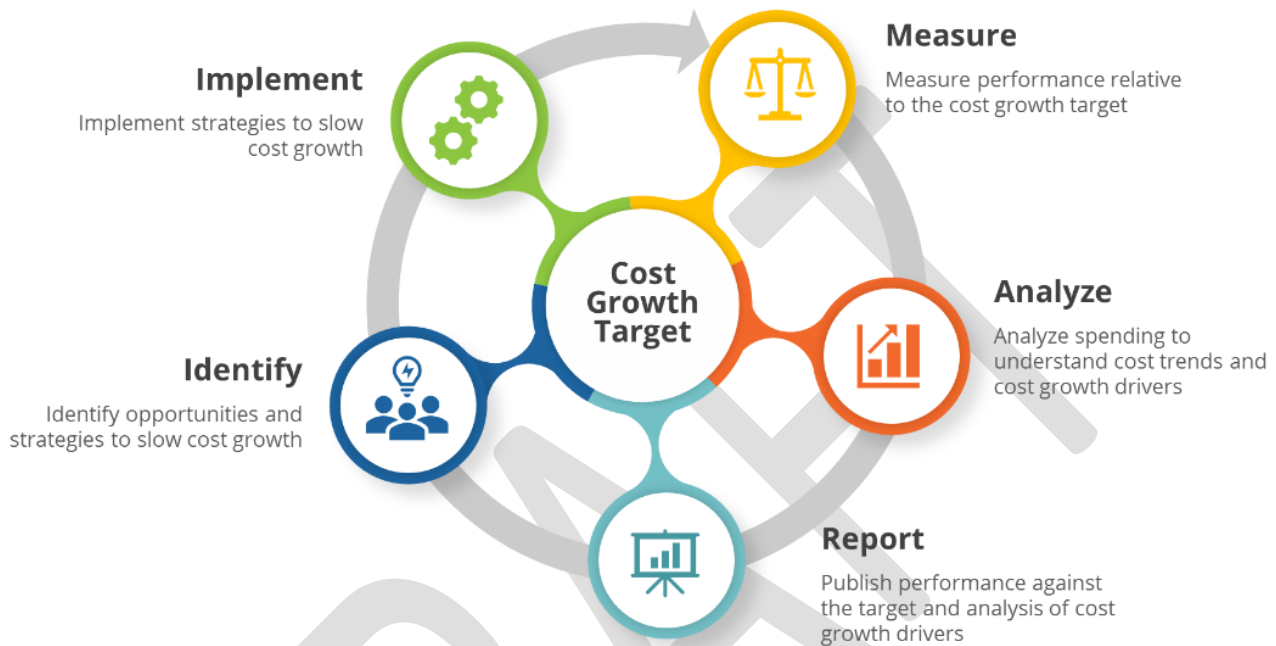 Measure
Measure performance relative
to the cost growth target
Implement
Implement strategies to slow
cost growth
Cost
Growth
Target
Analyze
Analyze spending to
understand cost trends and
cost growth drivers
Identify
Identify opportunities and
strategies to slow cost growth
Report
Publish performance against
the target and analysis of cost
growth drivers